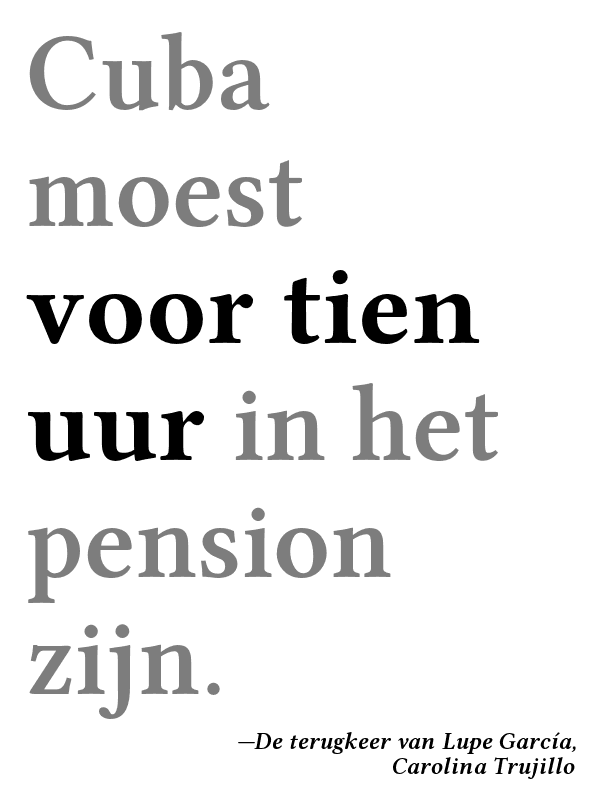 Cuba
moest
voor tien
uur in het
pension
zijn.
—De terugkeer van Lupe García,
Carolina Trujillo